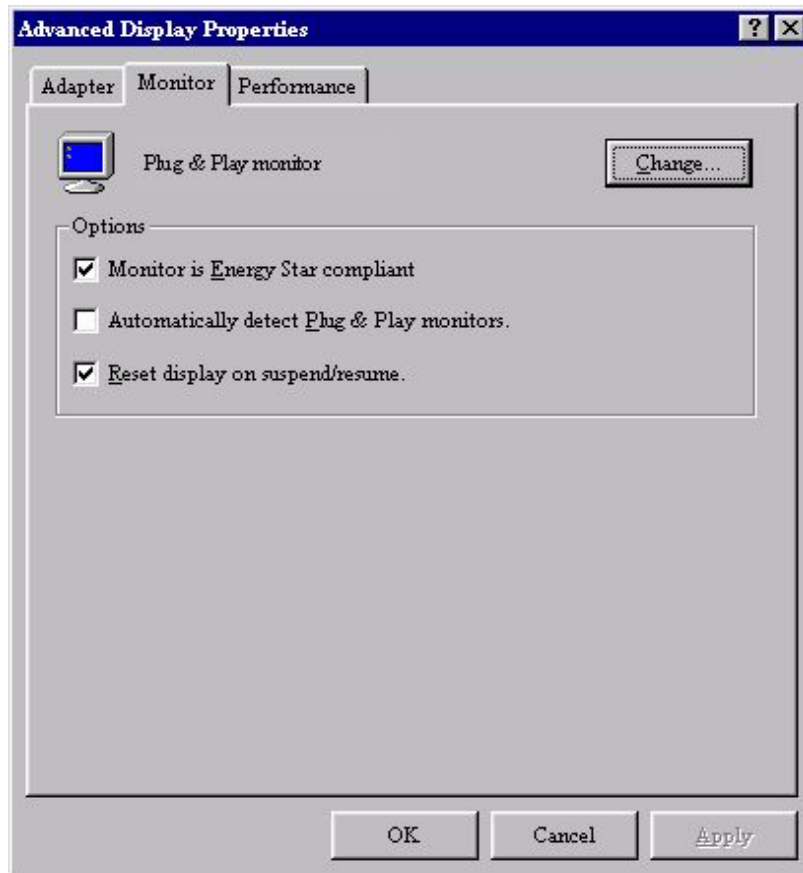 Advanced Display Properties
Adapter Monitor Performance
Plug & Play monitor Change...
Options
Monitor is Energy Star compliant
Automatically detect Plug & Play monitors.
Reset display on suspend/resume.
OK Cancel Apply